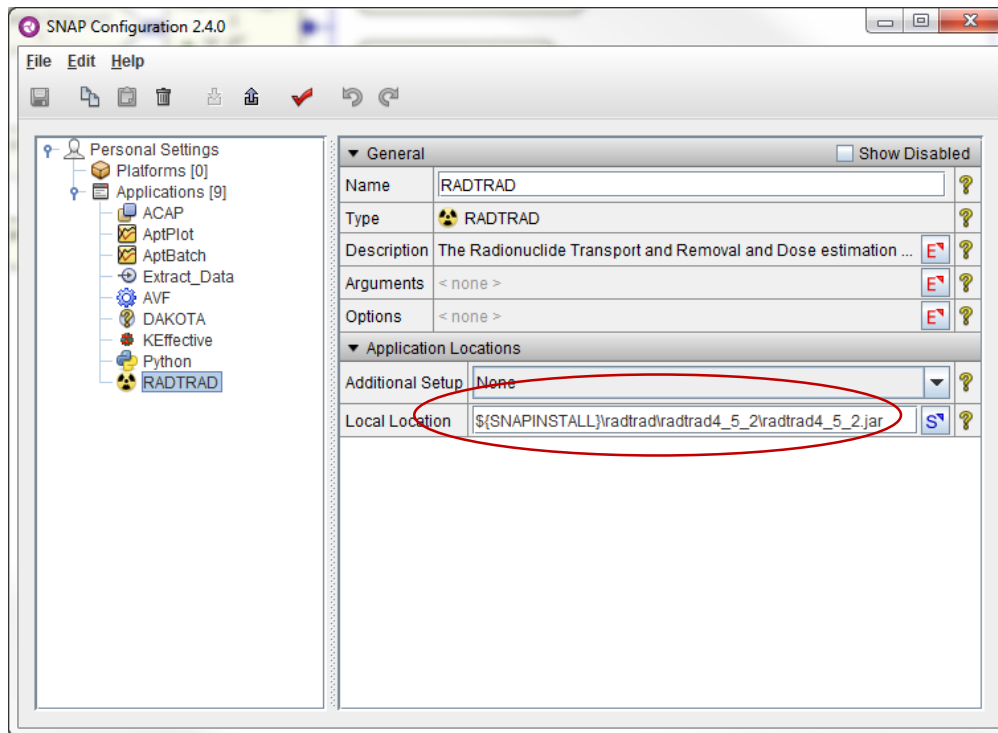 SNAP Configuration 2.4.0
File Edit Help
Personal Settings
Platforms [0]
Applications [9]
ACAP
AptPlot
AptBatch
Extract_Data
AVF
DAKOTA
KEffective
Python
RADTRAD
General Show Disabled
Name RADTRAD
Type RADTRAD
Description The Radionuclide Transport and Removal and Dose estimation ... E
Arguments < none > E
Options < none > E
Application Locations
Additional Setup None
Local Location ${SNAPINSTALL}\radtrad\radtrad4_5_2\radtrad4_5_2.jar S